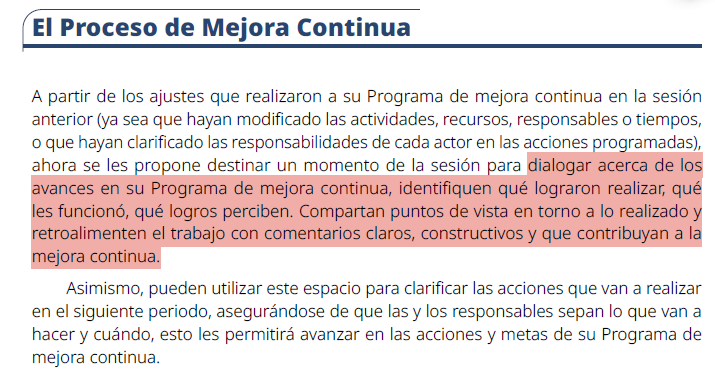 El Proceso de Mejora Continua
A partir de los ajustes que realizaron a su Programa de mejora continua en la sesión
anterior (ya sea que hayan modificado las actividades, recursos, responsables o tiempos,
o que hayan clarificado las responsabilidades de cada actor en las acciones programadas),
ahora se les propone destinar un momento de la sesión para dialogar acerca de los
avances en su Programa de mejora continua, identifiquen qué lograron realizar, qué
les funcionó, qué logros perciben. Compartan puntos de vista en torno a lo realizado y
retroalimenten el trabajo con comentarios claros, constructivos y que contribuyan a la
mejora continua.
Asimismo, pueden utilizar este espacio para clarificar las acciones que van a realizar
en el siguiente periodo, asegurándose de que las y los responsables sepan lo que van a
hacer y cuándo, esto les permitirá avanzar en las acciones y metas de su Programa de
mejora continua.